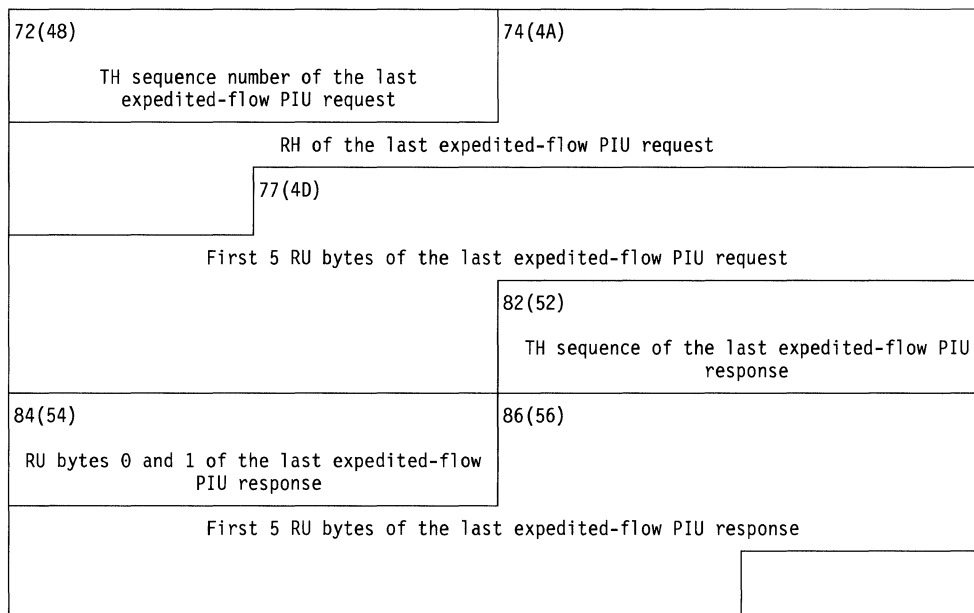 72(48)
74(4A)
TH sequence number of the last
expedited-flow PIU request
RH of the last expedited-flow PIU request
77(4D)
First 5 RU bytes of the last expedited-flow PIU request
82(52)
TH sequence of the last expedited-flow PIU
response
84(54)
86(56)
RU bytes 0 and 1 of the last expedited-flow
PIU response
First 5 RU bytes of the last expedited-flow PIU response